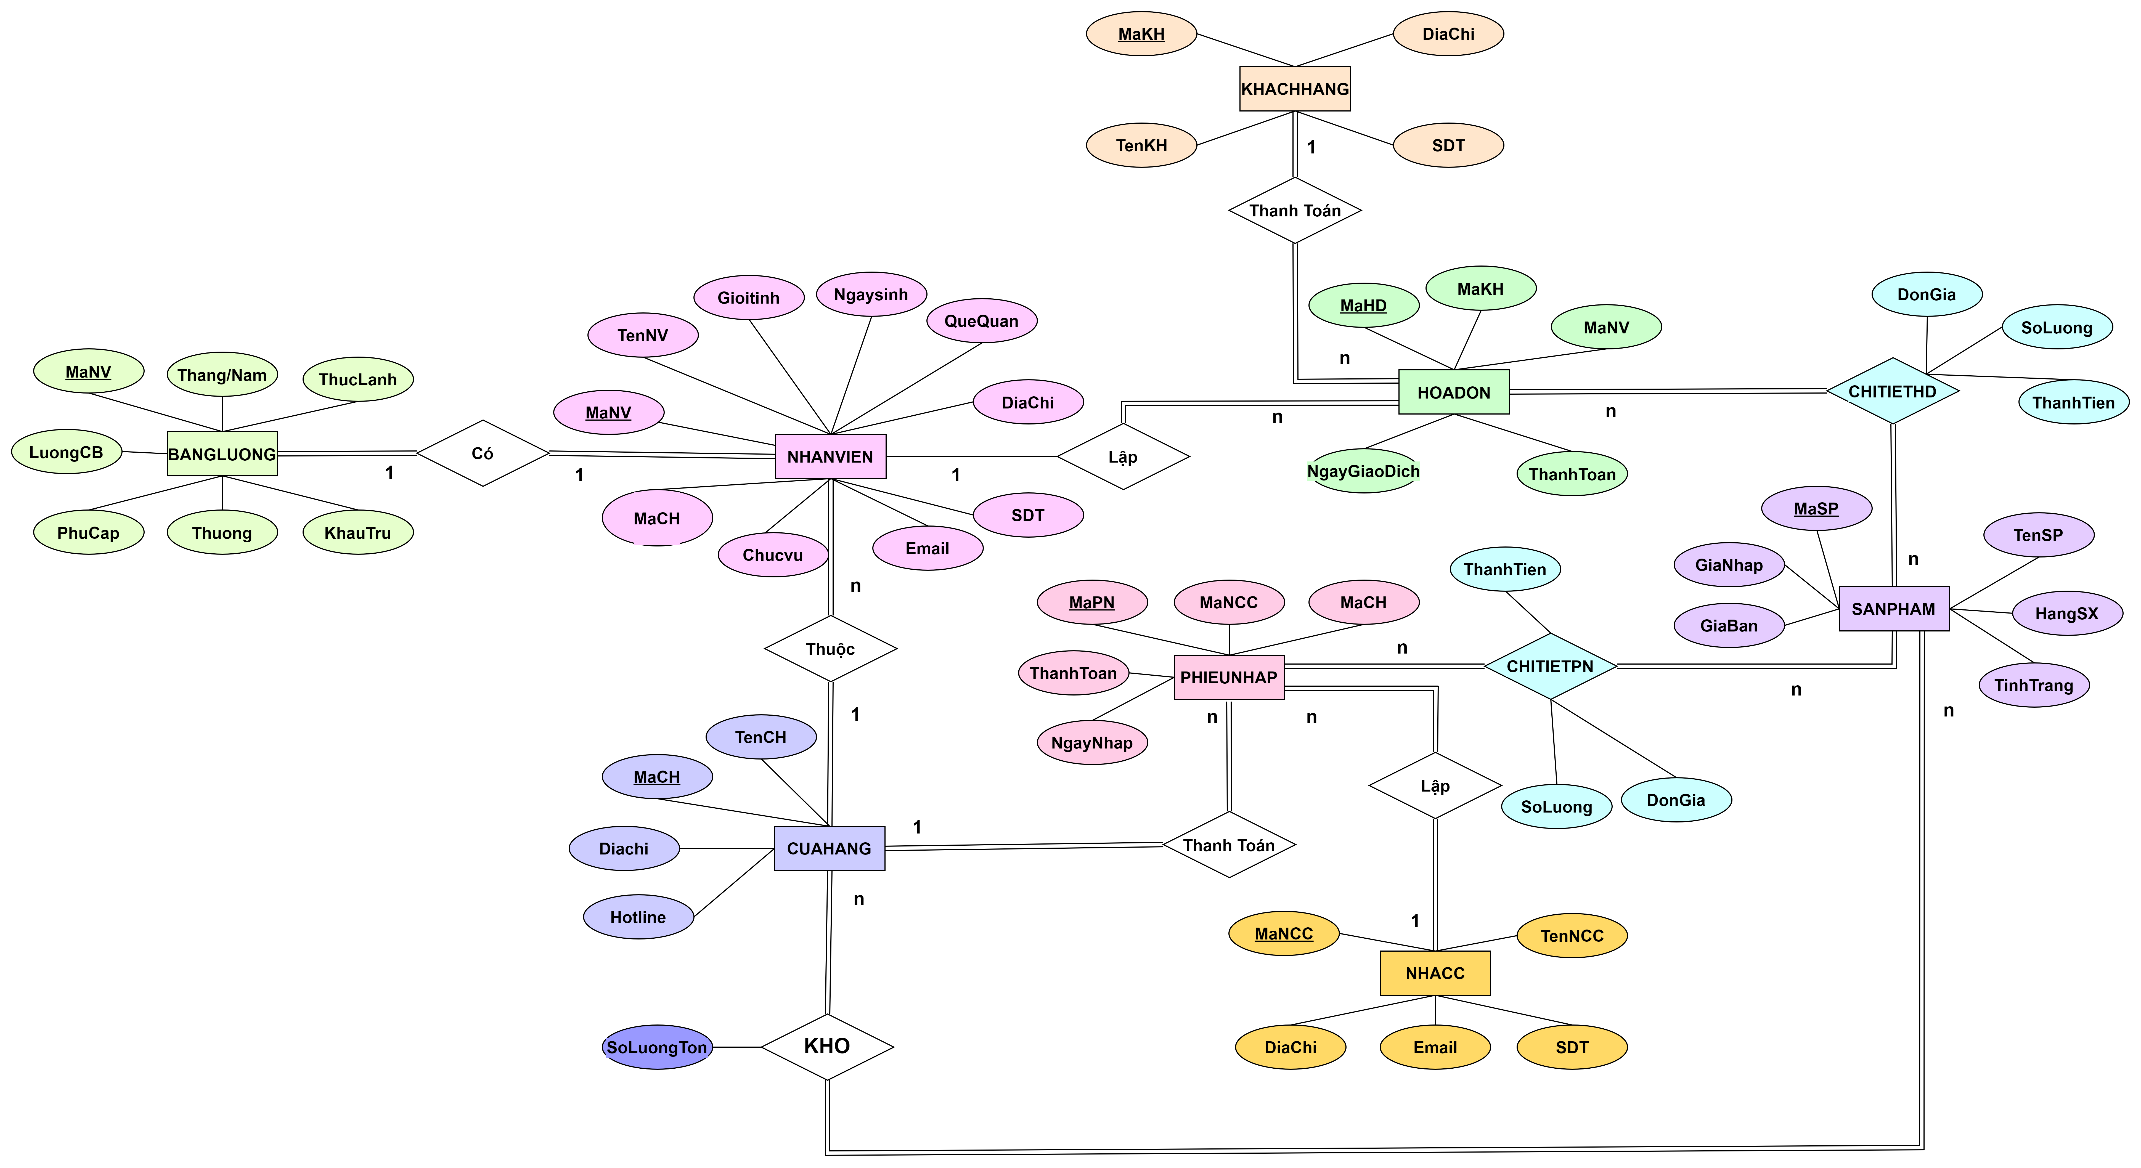 MaKH
DiaChi
KHACHHANG
TenKH
SDT
1
Thanh Toán
n
MaHD
MaKH
MaNV
HOADON
NgayGiaoDich
ThanhToan
n
CHITIETHD
DonGia
SoLuong
ThanhTien
n
MaNV
Thang/Nam
ThucLanh
LuongCB
BANGLUONG
PhuCap
Thuong
KhauTru
1
Có
1
TenNV
Gioitinh
Ngaysinh
QueQuan
MaNV
DiaChi
NHANVIEN
MaCH
Chucvu
Email
SDT
1
Lập
n
n
Thuộc
1
MaSP
TenSP
GiaNhap
HangSX
GiaBan
SANPHAM
TinhTrang
n
ThanhTien
CHITIETPN
SoLuong
DonGia
n
n
MaPN
MaNCC
MaCH
ThanhToan
PHIEUNHAP
NgayNhap
n
n
Lập
1
TenCH
MaCH
Diachi
CUAHANG
Hotline
1
Thanh Toán
n
MaNCC
TenNCC
NHACC
DiaChi
Email
SDT
SoLuongTon
KHO